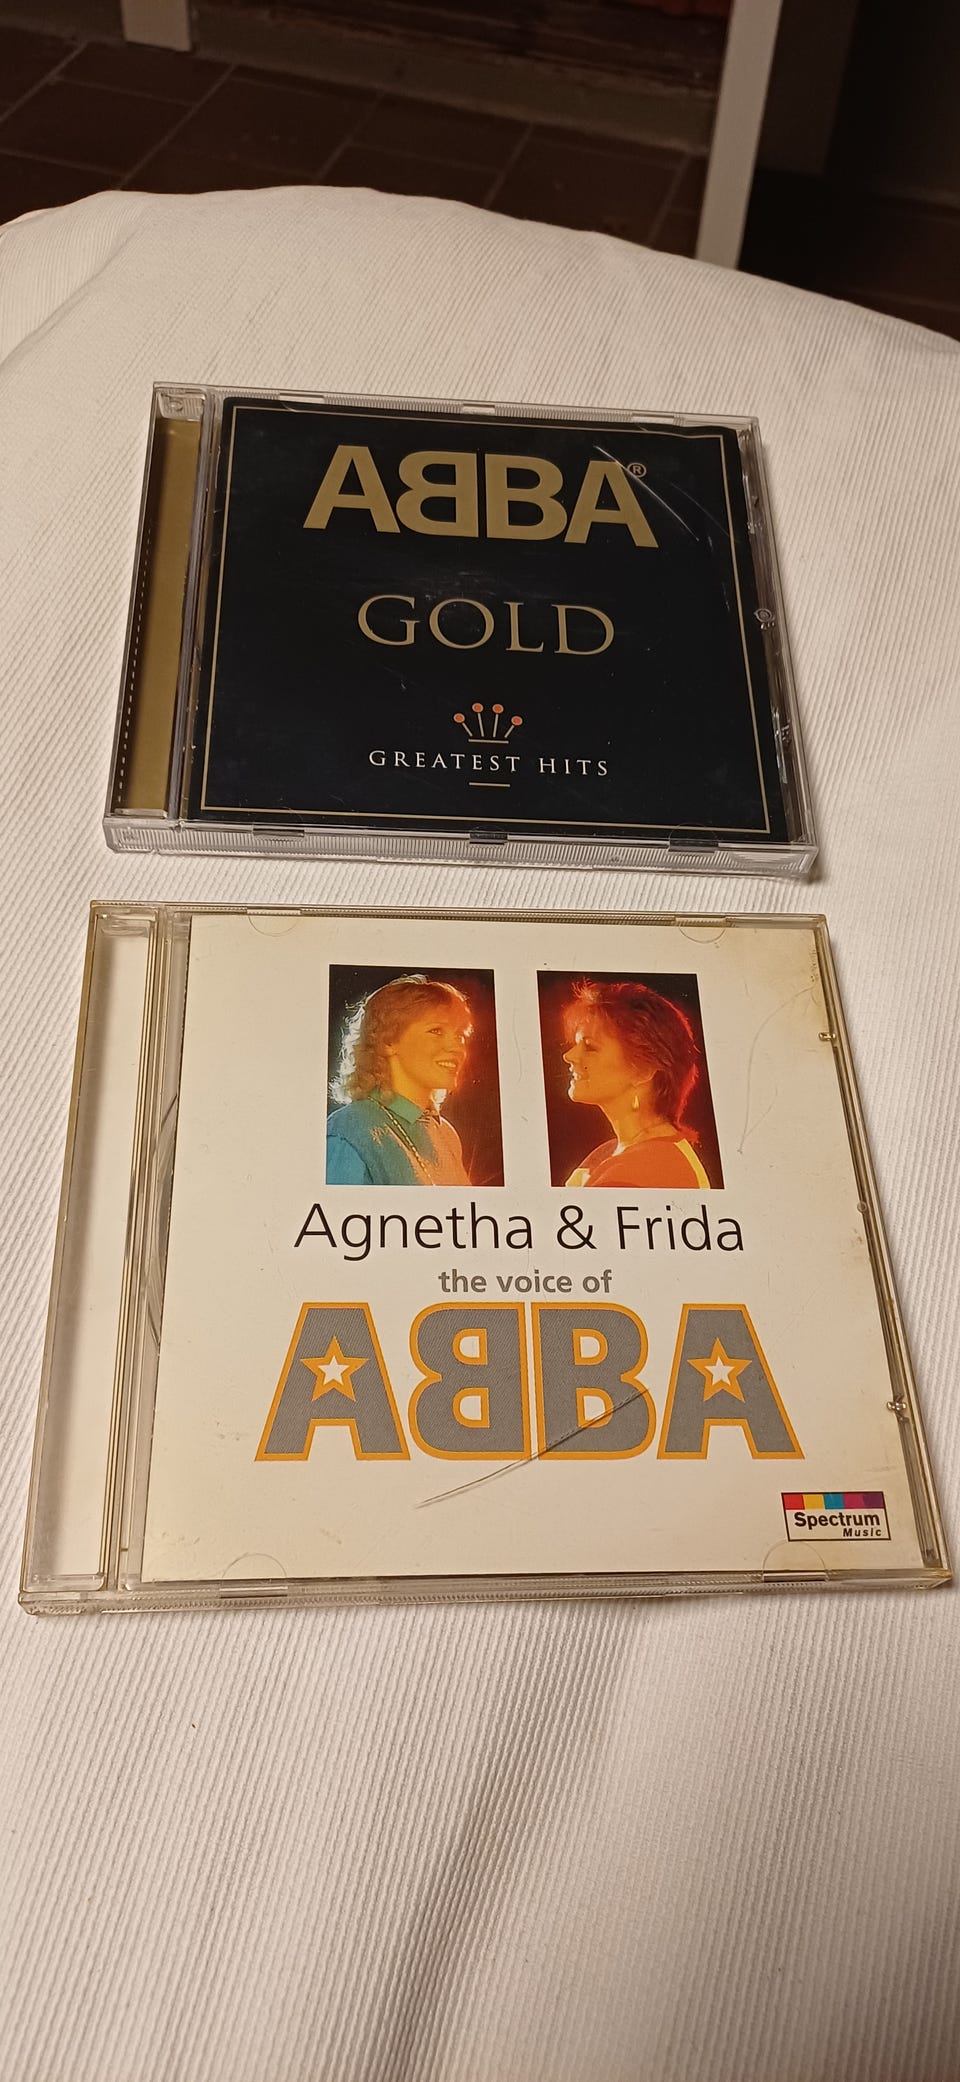 ABBA®
GOLD
GREATEST HITS
Agnetha & Frida
the voice of
ABBA
Spectrum
Music